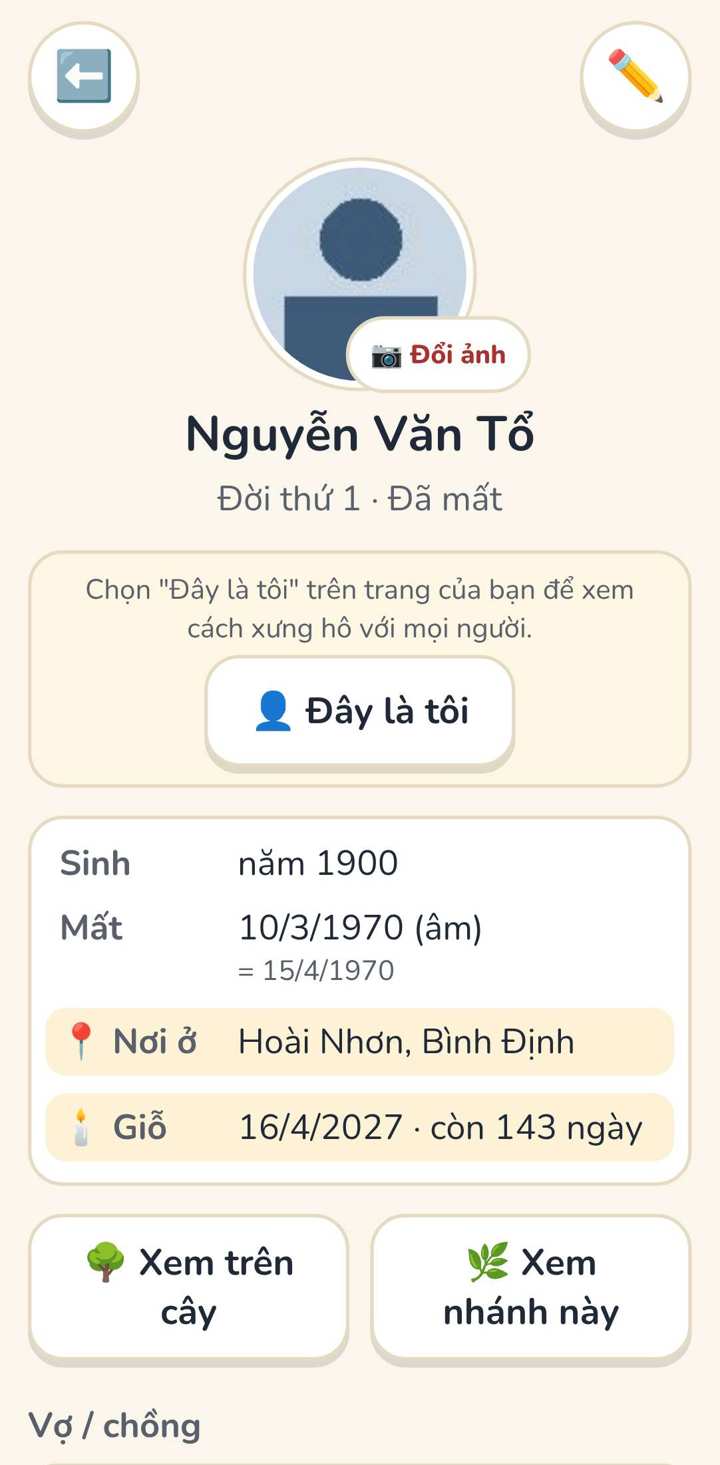 Đổi ảnh
Nguyễn Văn Tổ
Đời thứ 1 · Đã mất
Chọn "Đây là tôi" trên trang của bạn để xem
cách xưng hô với mọi người.
Đây là tôi
Sinh năm 1900
Mất 10/3/1970 (âm)
= 15/4/1970
Nơi ở Hoài Nhơn, Bình Định
Giỗ 16/4/2027 · còn 143 ngày
Xem trên
cây
Xem
nhánh này
Vợ / chồng